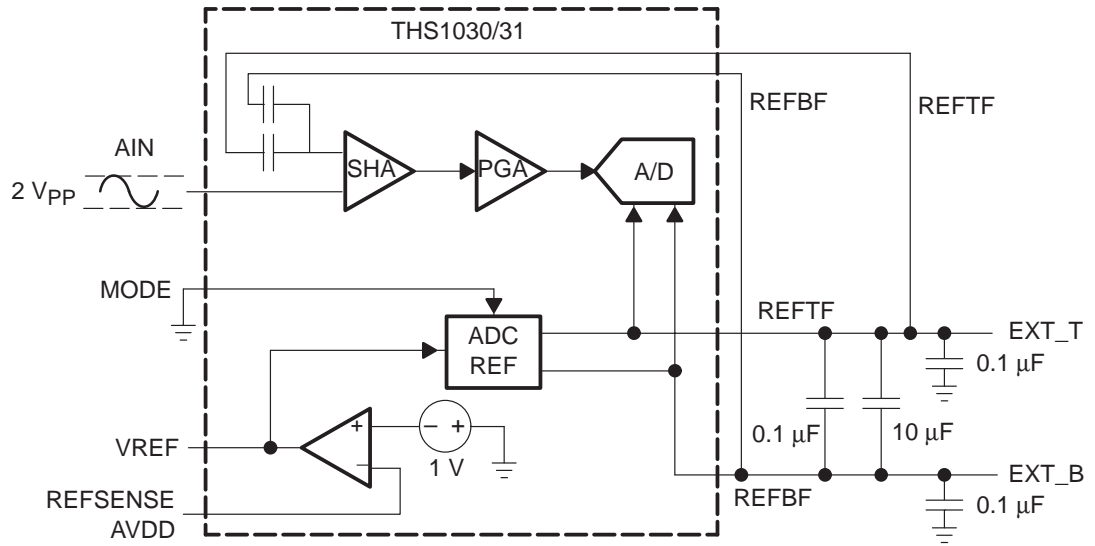 THS1030/31
REFBF
REFTF
AIN
2 VPP
SHA
PGA
A/D
MODE
ADC
REF
REFTF
EXT_T
0.1 μF
0.1 μF
10 μF
VREF
+
−
− +
1 V
REFBF
EXT_B
0.1 μF
REFSENSE
AVDD